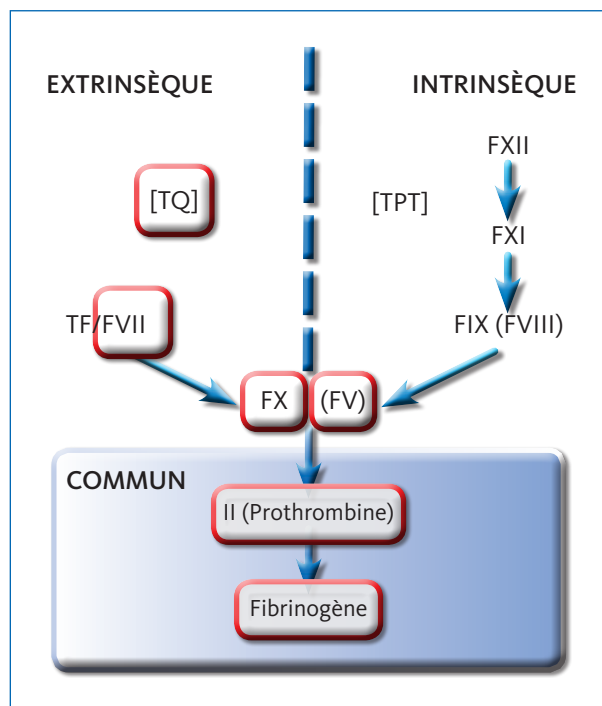 EXTRINSÈQUE
INTRINSÈQUE
FXII
[TQ]
[TPT]
FXI
TF/FVII
FIX (FVIII)
FX
(FV)
COMMUN
II (Prothrombine)
Fibrinogène